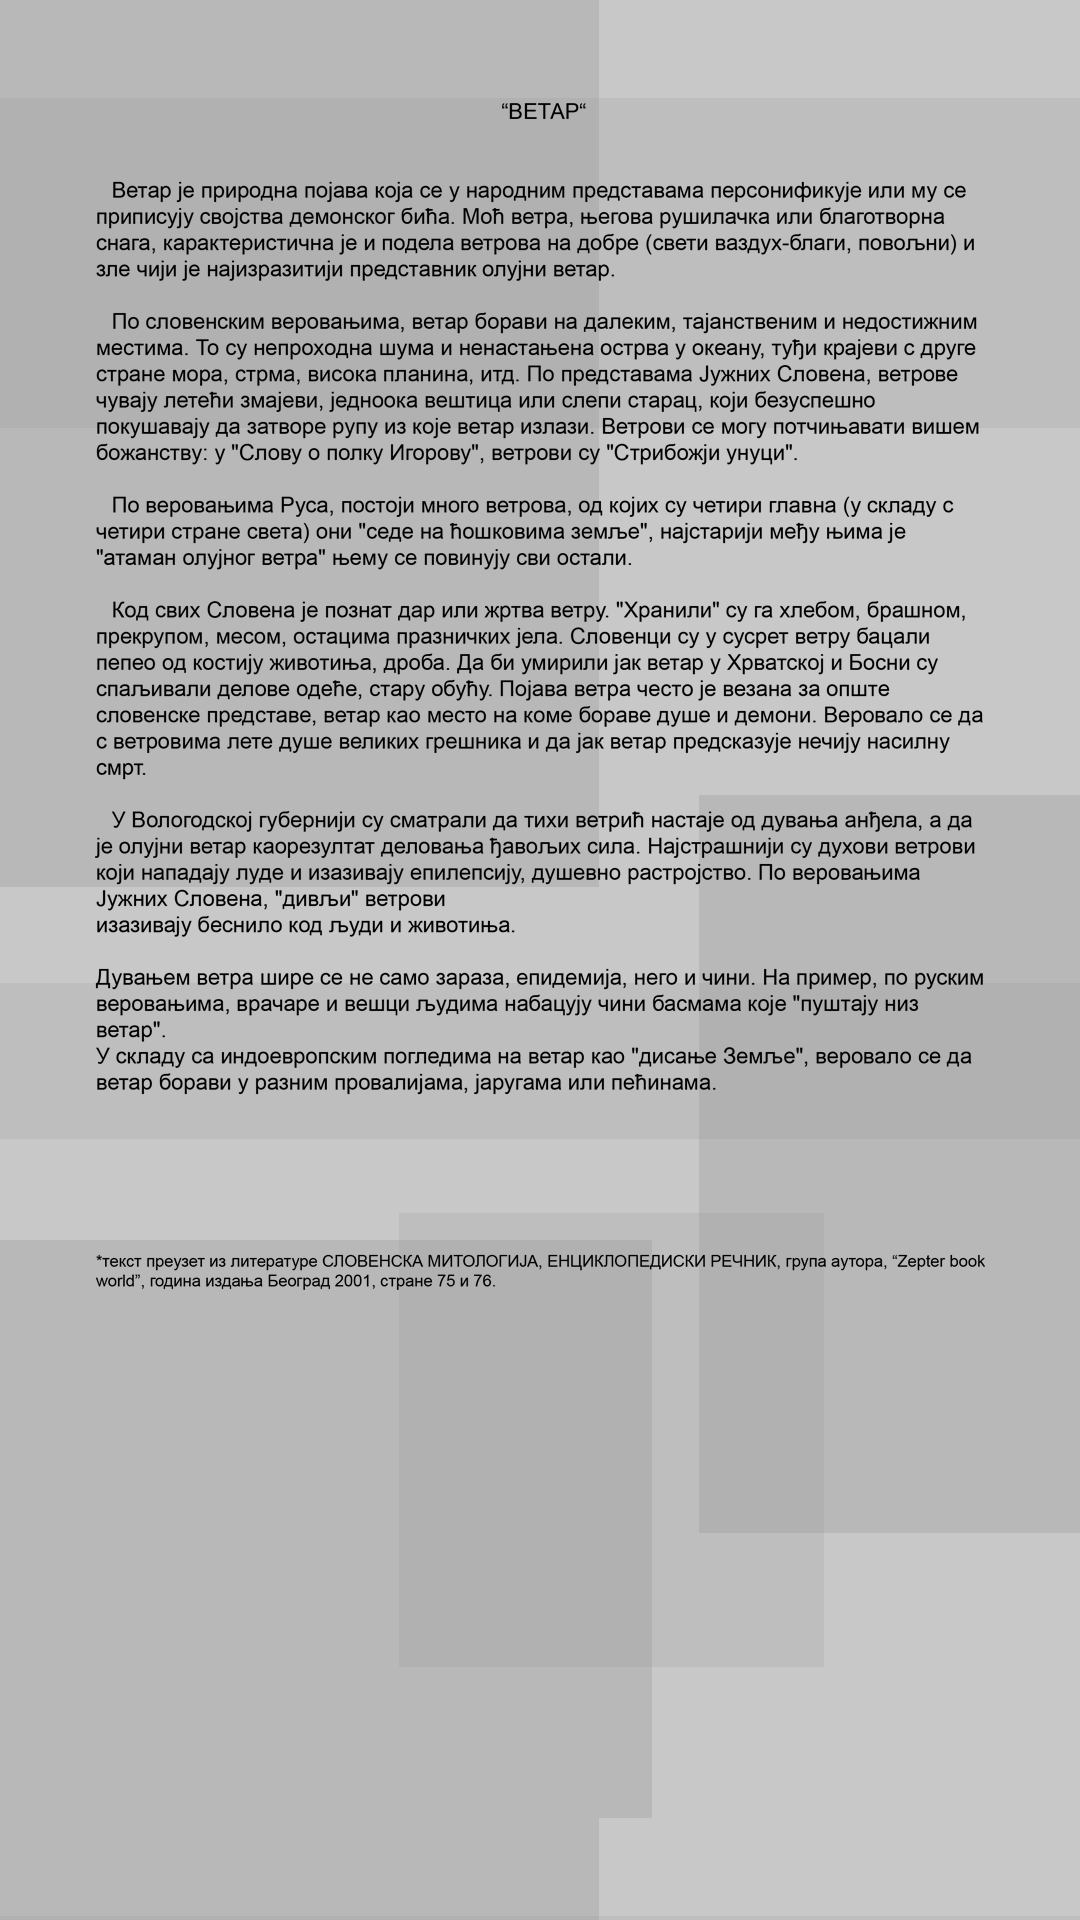 “ВЕТАР“
Ветар је природна појава која се у народним представама персонификује или му се
приписују својства демонског бића. Моћ ветра, његова рушилачка или благотворна
снага, карактеристична је и подела ветрова на добре (свети ваздух-благи, повољни) и
зле чији је најизразитији представник олујни ветар.
По словенским веровањима, ветар борави на далеким, тајанственим и недостижним
местима. То су непроходна шума и ненастањена острва у океану, туђи крајеви с друге
стране мора, стрма, висока планина, итд. По представама Јужних Словена, ветрове
чувају летећи змајеви, једноока вештица или слепи старац, који безуспешно
покушавају да затворе рупу из које ветар излази. Ветрови се могу потчињавати вишем
божанству: у "Слову о полку Игорову", ветрови су "Стрибожји унуци".
По веровањима Руса, постоји много ветрова, од којих су четири главна (у складу с
четири стране света) они "седе на ћошковима земље", најстарији међу њима је
"атаман олујног ветра" њему се повинују сви остали.
Код свих Словена је познат дар или жртва ветру. "Хранили" су га хлебом, брашном,
прекрупом, месом, остацима празничких јела. Словенци су у сусрет ветру бацали
пепео од костију животиња, дроба. Да би умирили јак ветар у Хрватској и Босни су
спаљивали делове одеће, стару обућу. Појава ветра често је везана за опште
словенске представе, ветар као место на коме бораве душе и демони. Веровало се да
с ветровима лете душе великих грешника и да јак ветар предсказује нечију насилну
смрт.
У Вологодској губернији су сматрали да тихи ветрић настаје од дувања анђела, а да
је олујни ветар каорезултат деловања ђавољих сила. Најстрашнији су духови ветрови
који нападају луде и изазивају епилепсију, душевно растројство. По веровањима
Јужних Словена, "дивљи" ветрови
изазивају беснило код људи и животиња.
Дувањем ветра шире се не само зараза, епидемија, него и чини. На пример, по руским
веровањима, врачаре и вешци људима набацују чини басмама које "пуштају низ
ветар".
У складу са индоевропским погледима на ветар као "дисање Земље", веровало се да
ветар борави у разним провалијама, јаругама или пећинама.
*текст преузет из литературе СЛОВЕНСКА МИТОЛОГИЈА, ЕНЦИКЛОПЕДИСКИ РЕЧНИК, група аутора, “Zepter book
world”, година издања Београд 2001, стране 75 и 76.